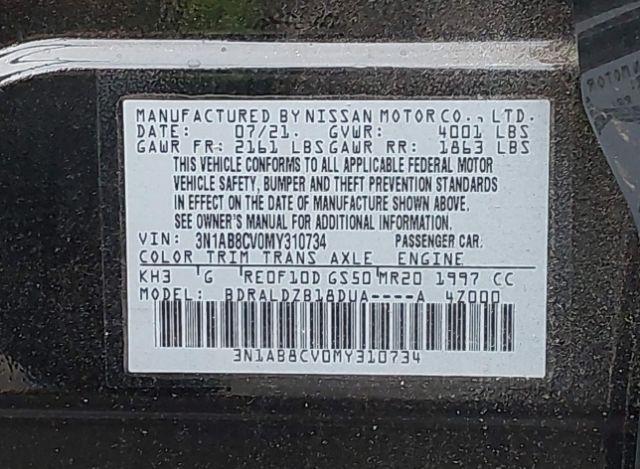 MANUFACTURED BY NISSAN MOTOR CO., LTD.
DATE: 07/21. GVWR: 4001 LBS
GAWR FR: 2161 LBS GAWR RR: 1863 LBS
THIS VEHICLE CONFORMS TO ALL APPLICABLE FEDERAL MOTOR
VEHICLE SAFETY, BUMPER AND THEFT PREVENTION STANDARDS
IN EFFECT ON THE DATE OF MANUFACTURE SHOWN ABOVE.
SEE OWNER'S MANUAL FOR ADDITIONAL INFORMATION.
VIN: 3N1AB8CV0MY310734 PASSENGER CAR.
COLOR TRIM TRANS AXLE ENGINE
KH3 'G RE0F10D GS50 MR20 1997 CC
MODEL: BDRALDZB18DUA----A 4Z000
3N1AB8CV0MY310734